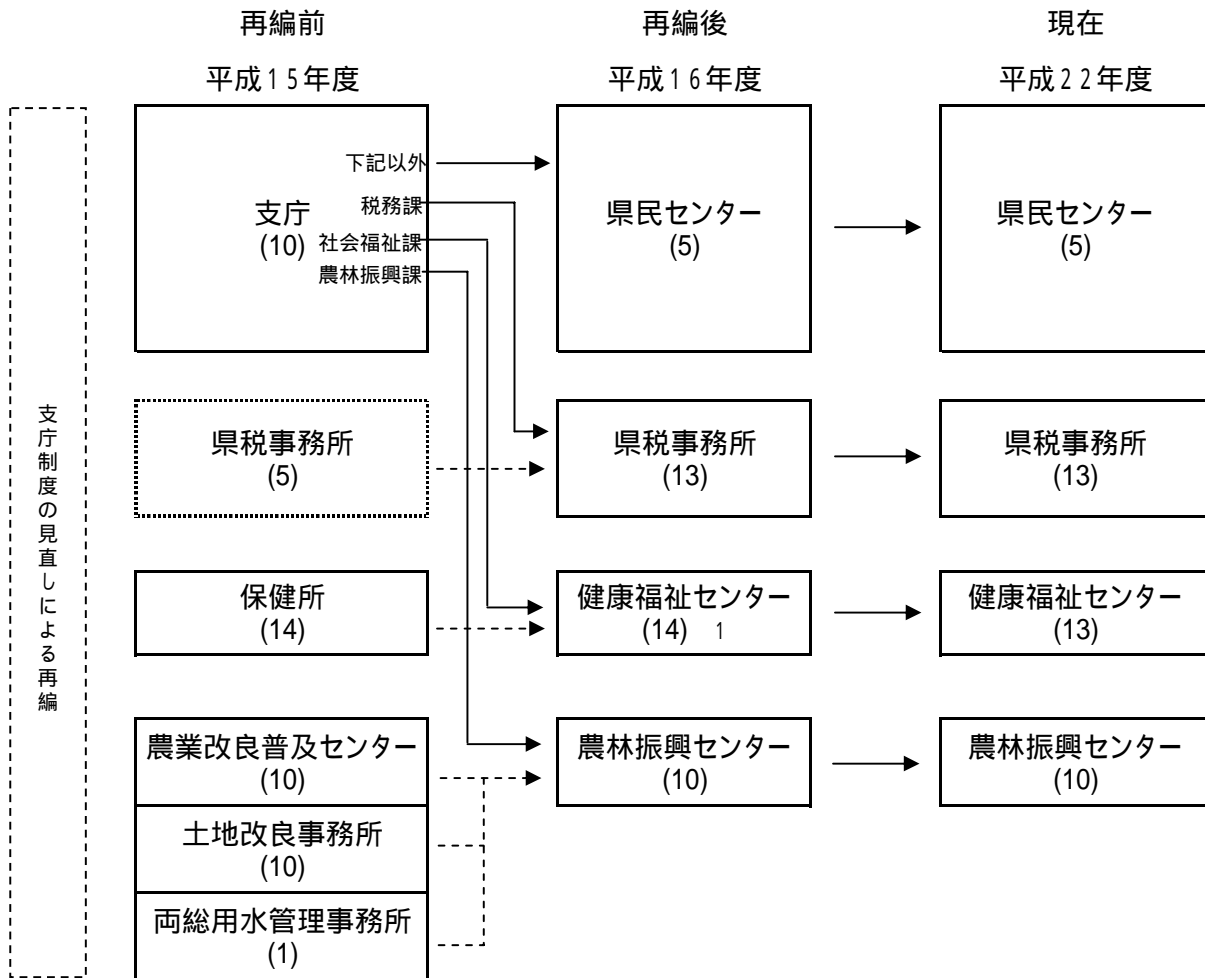 再編前
再編後
現在
平成15年度
平成16年度
平成22年度
支庁制度の見直しによる再編
支庁
(10)
下記以外
税務課
社会福祉課
農林振興課
県民センター
(5)
県民センター
(5)
県税事務所
(5)
県税事務所
(13)
県税事務所
(13)
保健所
(14)
健康福祉センター
(14) 1
健康福祉センター
(13)
農業改良普及センター
(10)
農林振興センター
(10)
農林振興センター
(10)
土地改良事務所
(10)
両総用水管理事務所
(1)